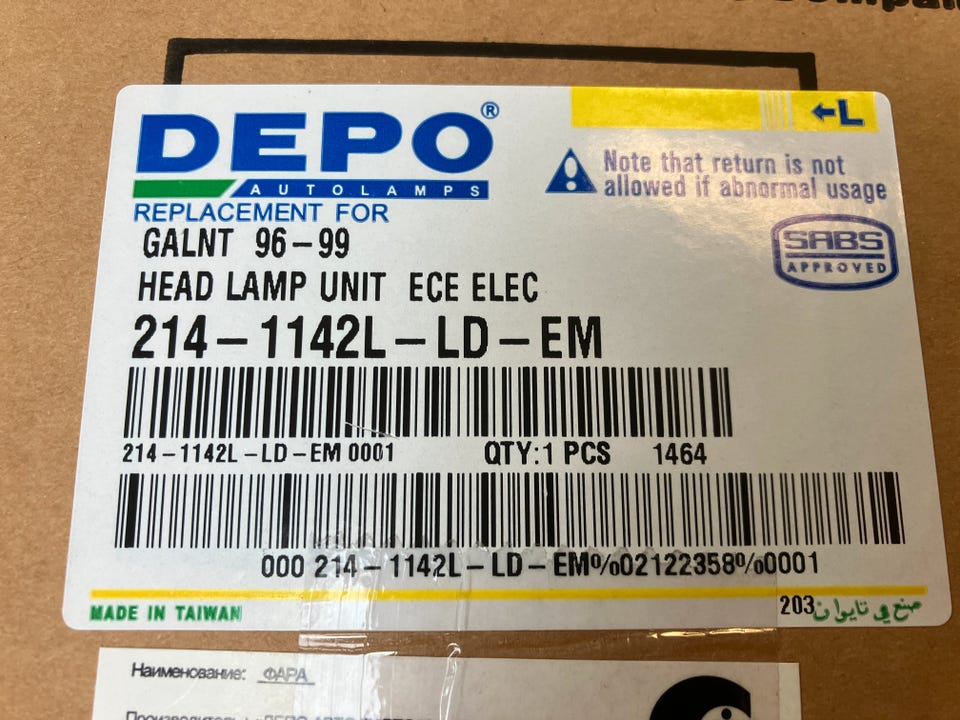 DEPO®
AUTOLAMPS
REPLACEMENT FOR
←L
Note that return is not
allowed if abnormal usage
SABS
APPROVED
GALNT 96-99
HEAD LAMP UNIT ECE ELEC
214-1142L-LD-EM
214-1142L-LD-EM 0001 QTY:1 PCS 1464
000 214-1142L-LD-EM%02122358%0001
MADE IN TAIWAN
203 صنع في تايوان
Наименование: ФАРА